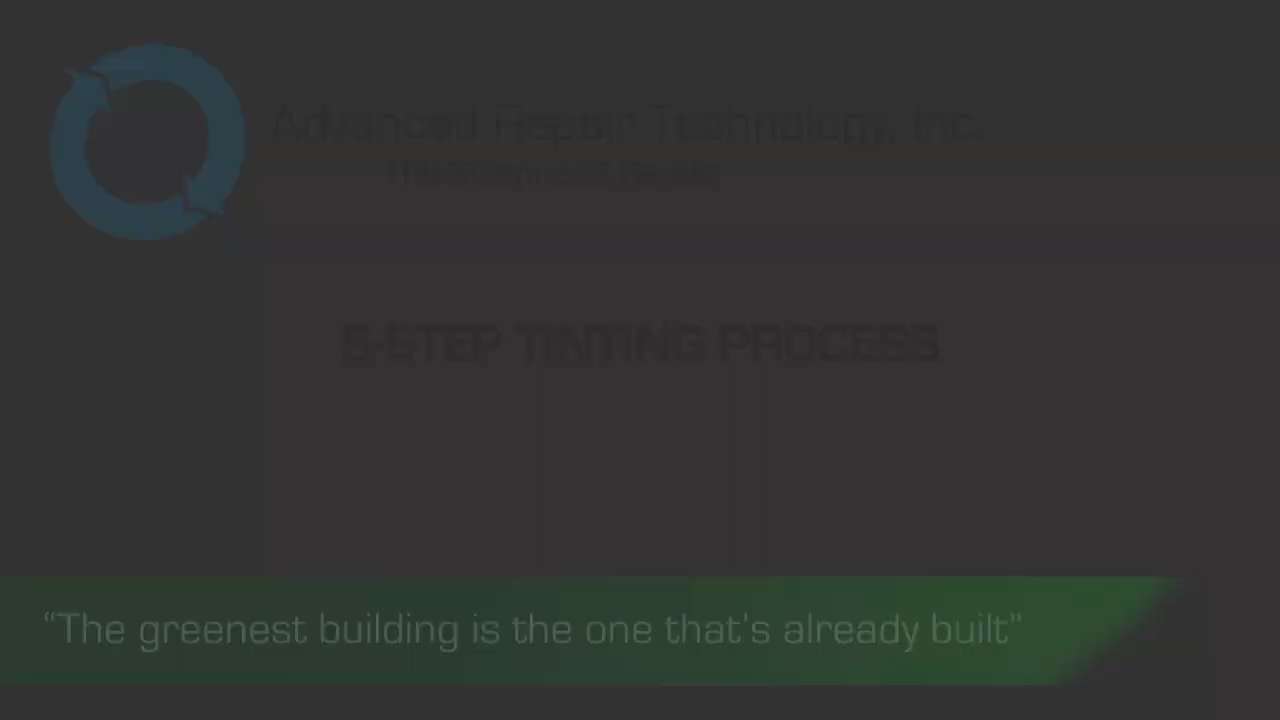 Advanced Repair Technology, Inc.
5-STEP TINTING PROCESS
“The greenest building is the one that’s already built”